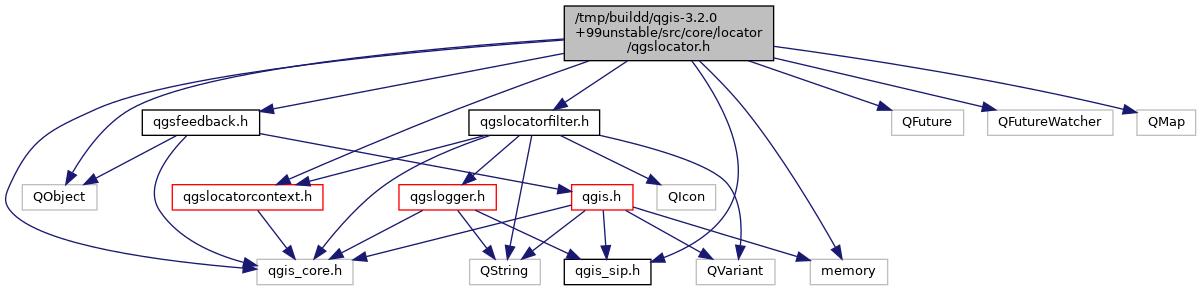 /tmp/buildd/qgis-3.2.0
+99unstable/src/core/locator
/qgslocator.h
qgsfeedback.h
qgslocatorfilter.h
QFuture
QFutureWatcher
QMap
QObject
qgslocatorcontext.h
qgslogger.h
qgis.h
QIcon
qgis_core.h
QString
qgis_sip.h
QVariant
memory